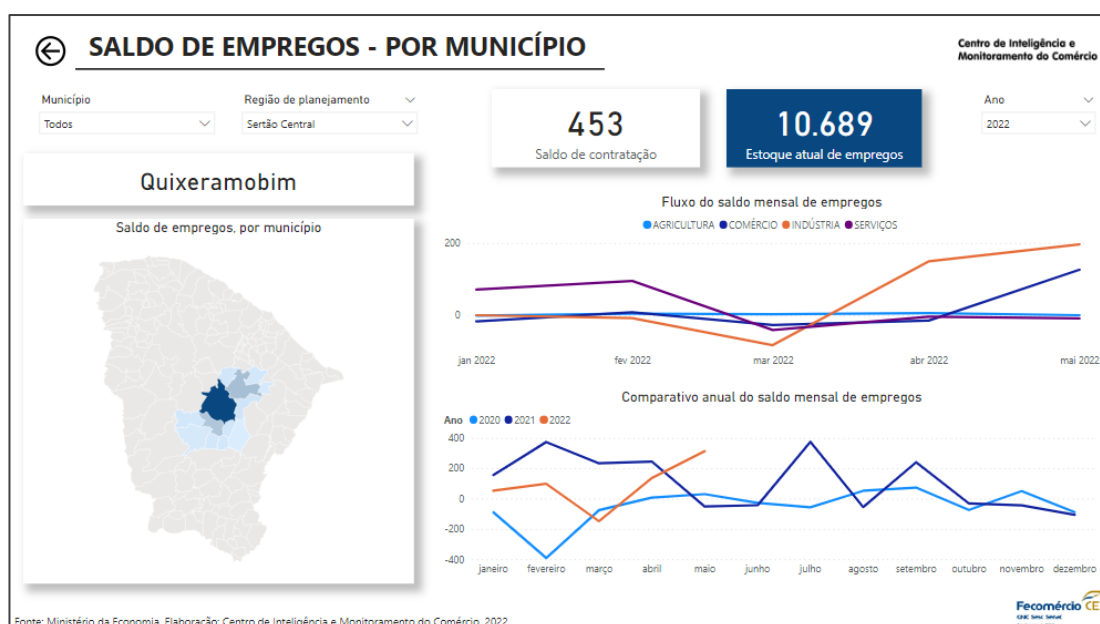 SALDO DE EMPREGOS - POR MUNICÍPIO
Centro de Inteligência e
Monitoramento do Comércio
Município
Todos
Região de planejamento
Sertão Central
453
Saldo de contratação
10.689
Estoque atual de empregos
Ano
2022
Quixeramobim
Saldo de empregos, por município
Fluxo do saldo mensal de empregos
AGRICULTURA COMÉRCIO INDÚSTRIA SERVIÇOS
200
0
jan 2022 fev 2022 mar 2022 abr 2022 mai 2022
Comparativo anual do saldo mensal de empregos
Ano 2020 2021 2022
400
200
0
-200
-400
janeiro fevereiro março abril maio junho julho agosto setembro outubro novembro dezembro
Fecomércio CE
CNC Sesc Senac
Fonte: Ministério da Economia. Elaboração: Centro de Inteligência e Monitoramento do Comércio, 2022